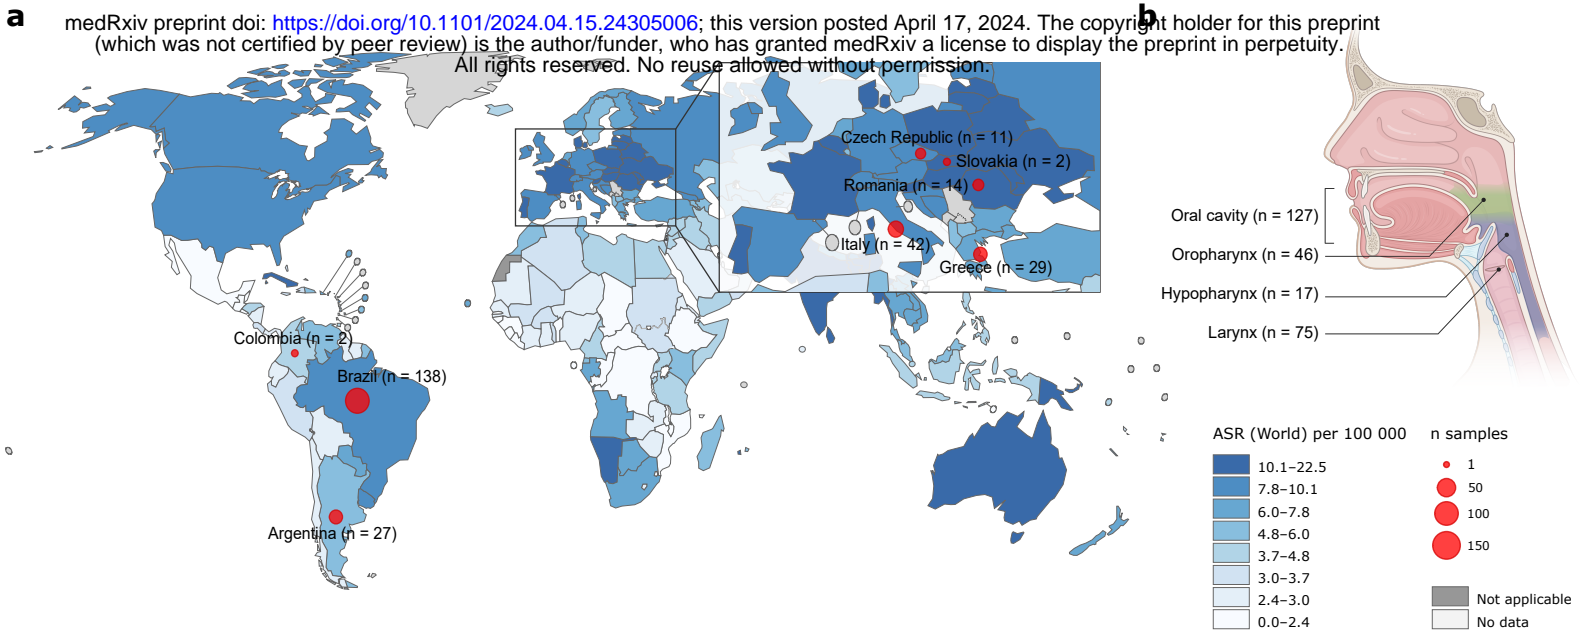 a
medRxiv preprint doi: https://doi.org/10.1101/2024.04.15.24305006; this version posted April 17, 2024. The copyright holder for this preprint
(which was not certified by peer review) is the author/funder, who has granted medRxiv a license to display the preprint in perpetuity.
All rights reserved. No reuse allowed without permission.
Czech Republic (n = 11)
Slovakia (n = 2)
Romania (n = 14)
Italy (n = 42)
Greece (n = 29)
Colombia (n = 2)
Brazil (n = 138)
Argentina (n = 27)
b
Oral cavity (n = 127)
Oropharynx (n = 46)
Hypopharynx (n = 17)
Larynx (n = 75)
ASR (World) per 100 000
10.1–22.5
7.8–10.1
6.0–7.8
4.8–6.0
3.7–4.8
3.0–3.7
2.4–3.0
0.0–2.4
n samples
1
50
100
150
Not applicable
No data